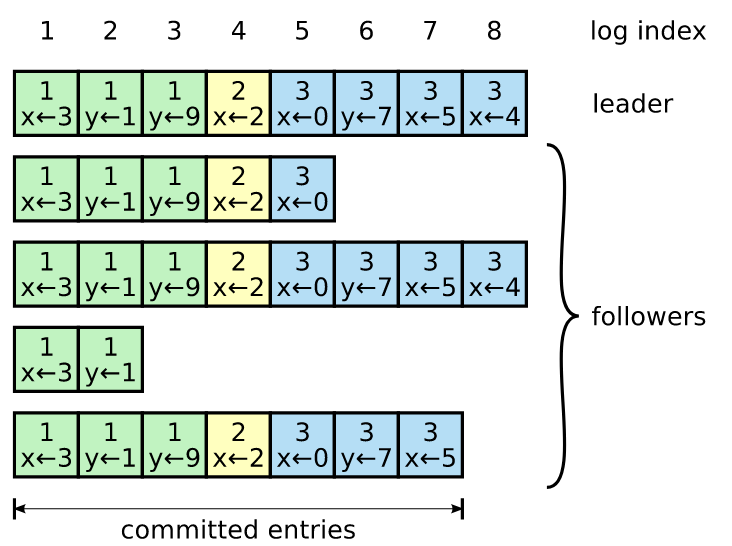 1 2 3 4 5 6 7 8 log index
1 1 1 2 3 3 3 3
x←3 y←1 y←9 x←2 x←0 y←7 x←5 x←4
leader
1 1 1 2 3
x←3 y←1 y←9 x←2 x←0
1 1 1 2 3 3 3 3
x←3 y←1 y←9 x←2 x←0 y←7 x←5 x←4
followers
1 1
x←3 y←1
1 1 1 2 3 3 3
x←3 y←1 y←9 x←2 x←0 y←7 x←5
committed entries